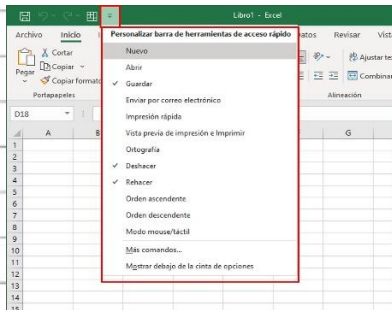 Libro1 - Excel
Archivo Inicio Revisar
Personalizar barra de herramientas de acceso rápido
Nuevo
Abrir
Guardar
Enviar por correo electrónico
Impresión rápida
Vista previa de impresión e Imprimir
Ortografía
Deshacer
Rehacer
Orden ascendente
Orden descendente
Modo mouse/táctil
Más comandos...
Mostrar debajo de la cinta de opciones
Cortar
Copiar
Copiar formato
Pegar
Portapapeles
Ajustar
Combinar
Alineación
D18
A B G
1
2
3
4
5
6
7
8
9
10
11
12
13
14
15